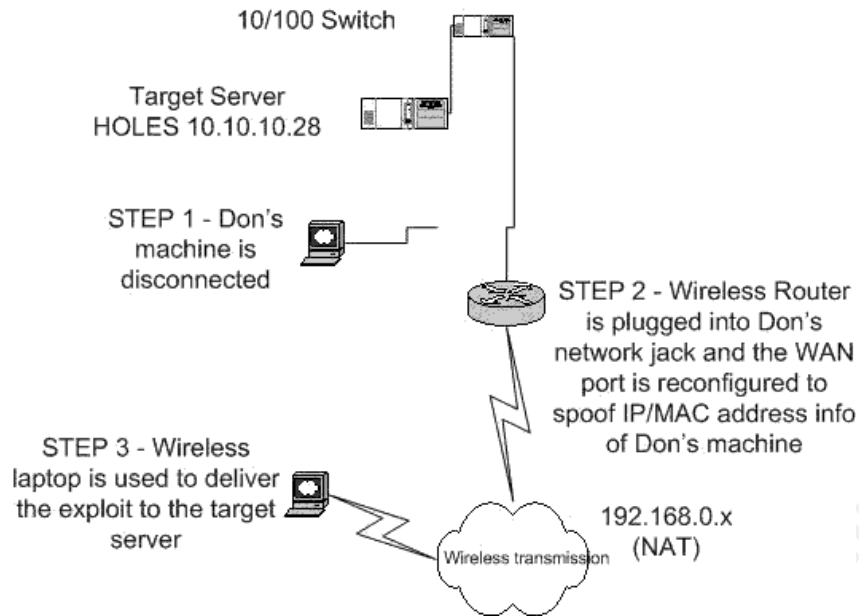 10/100 Switch
Target Server
HOLES 10.10.10.28
STEP 1 - Don's
machine is
disconnected
STEP 2 - Wireless Router
is plugged into Don's
network jack and the WAN
port is reconfigured to
spoof IP/MAC address info
of Don's machine
STEP 3 - Wireless
laptop is used to deliver
the exploit to the target
server
Wireless transmission
192.168.0.x
(NAT)